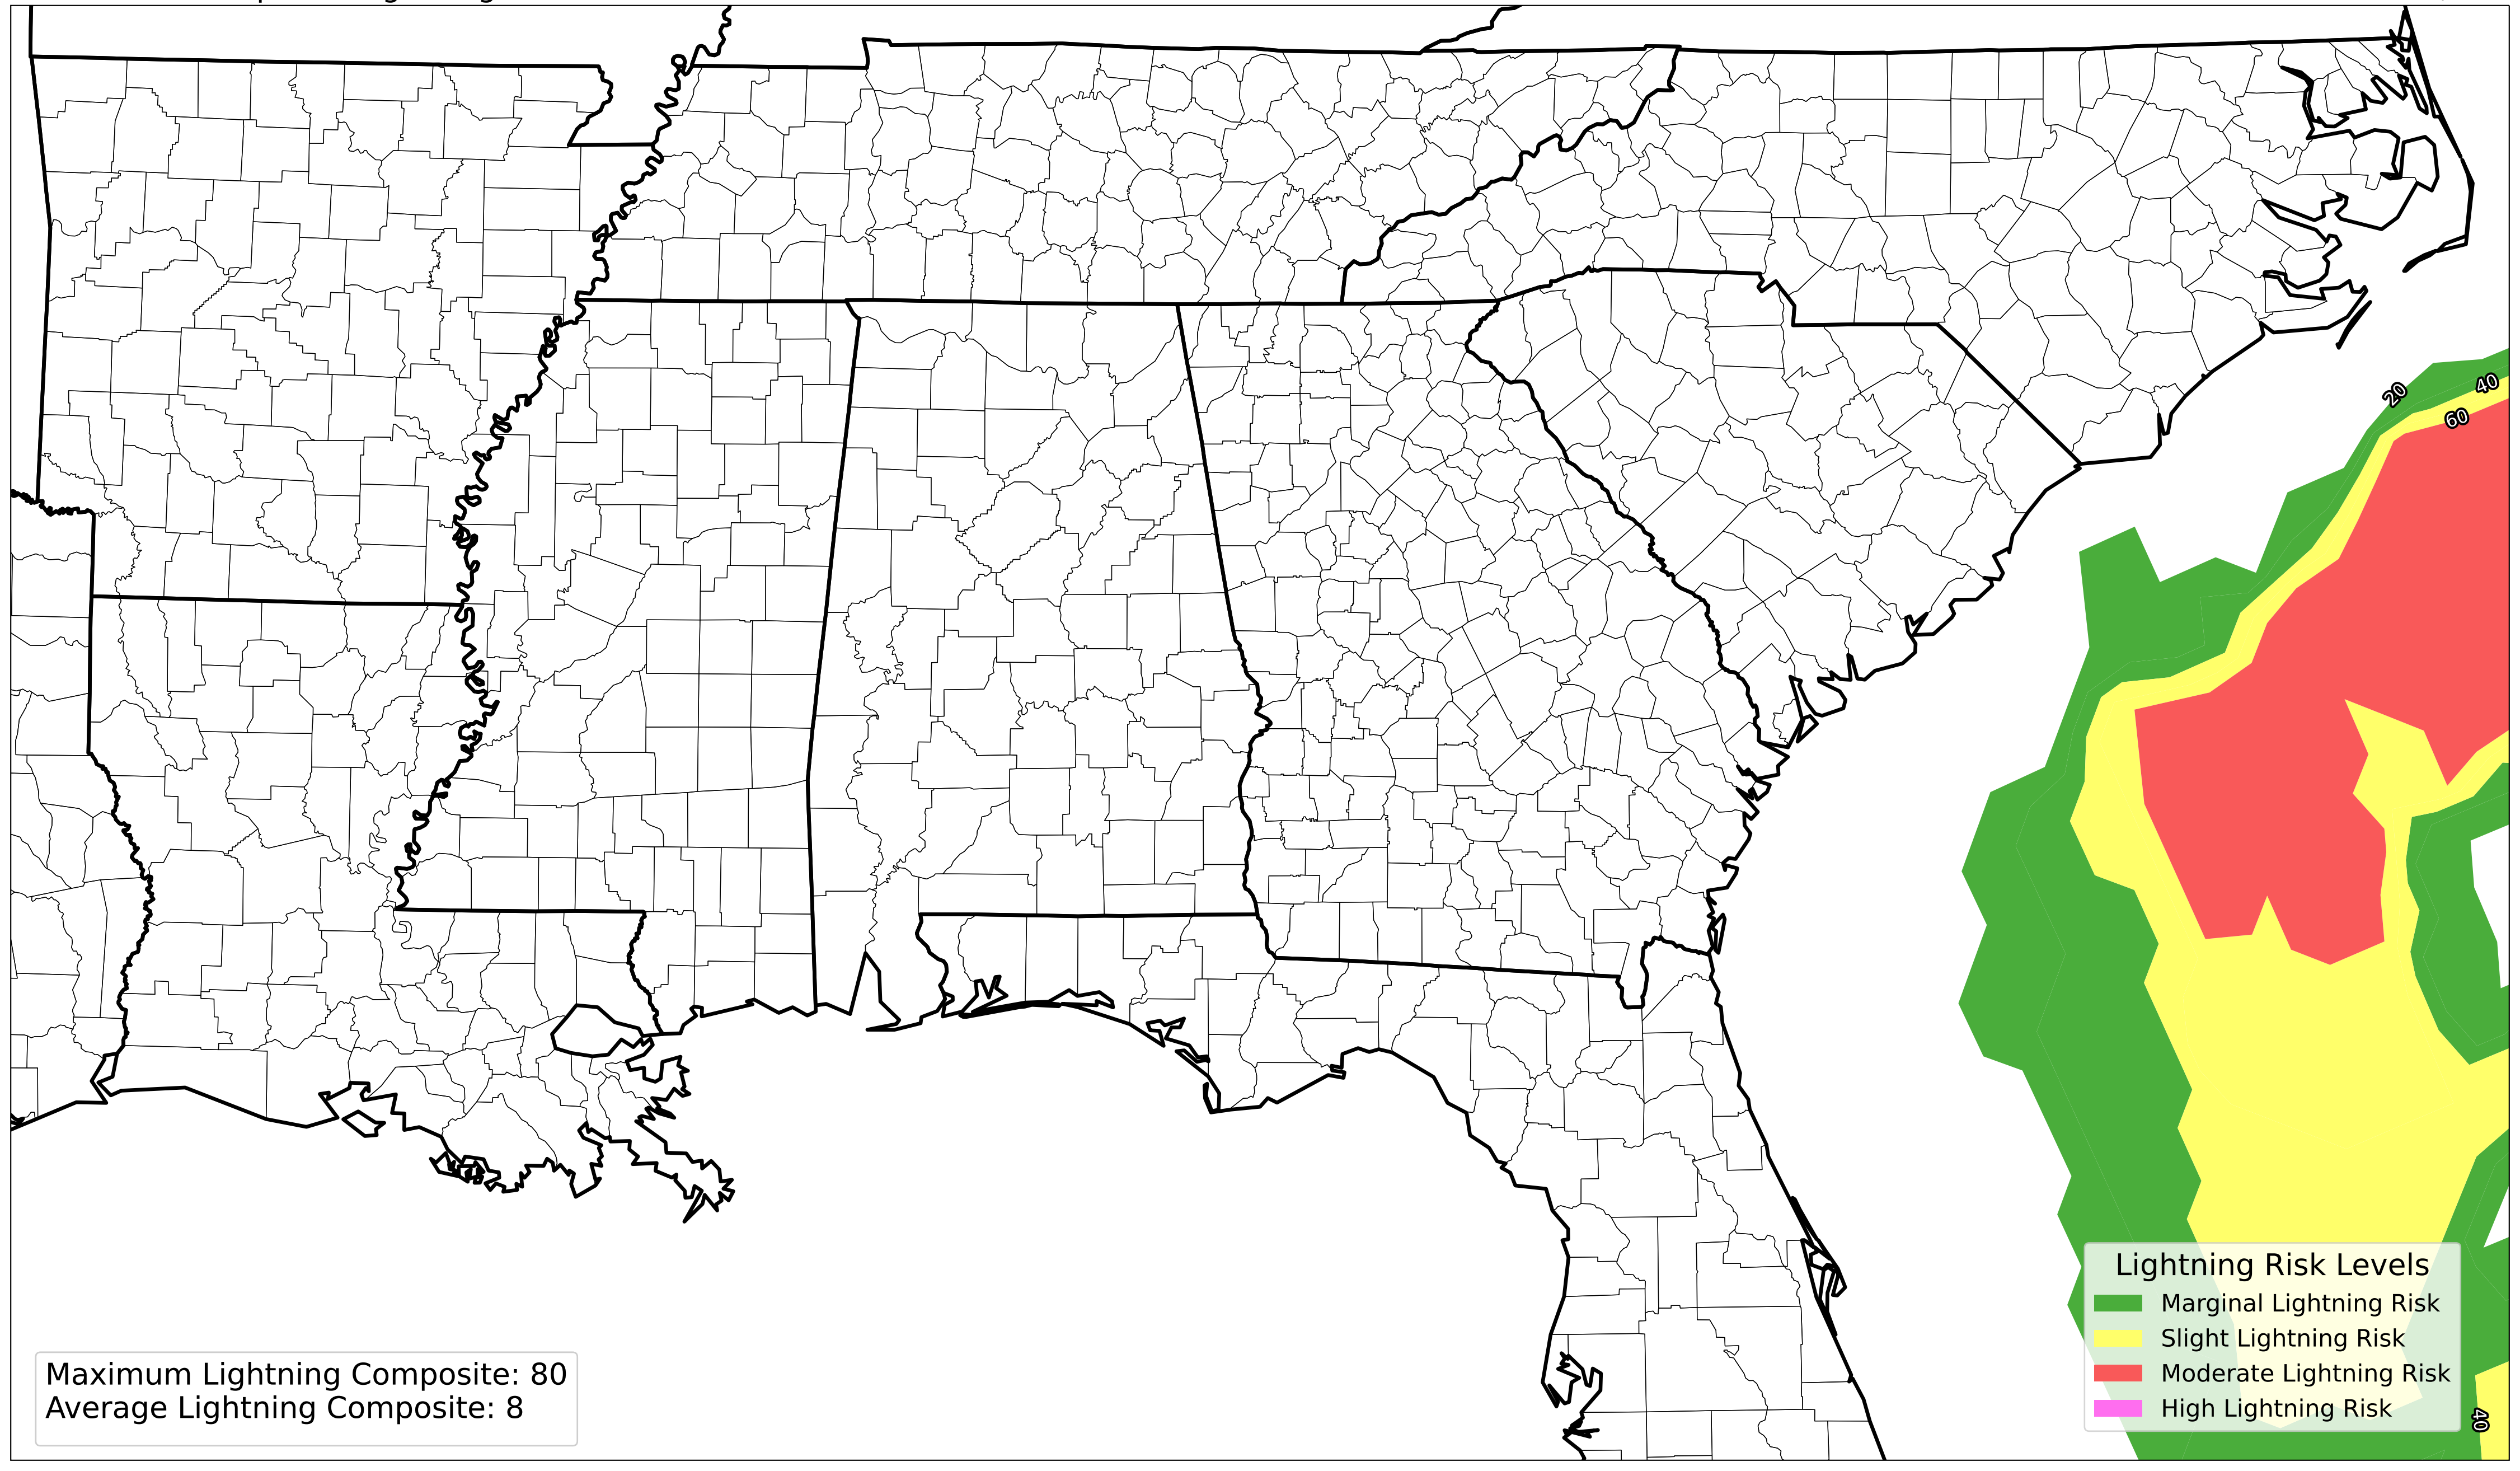 20
40
60
Lightning Risk Levels
Marginal Lightning Risk
Slight Lightning Risk
Moderate Lightning Risk
High Lightning Risk
40
Maximum Lightning Composite: 80
Average Lightning Composite: 8